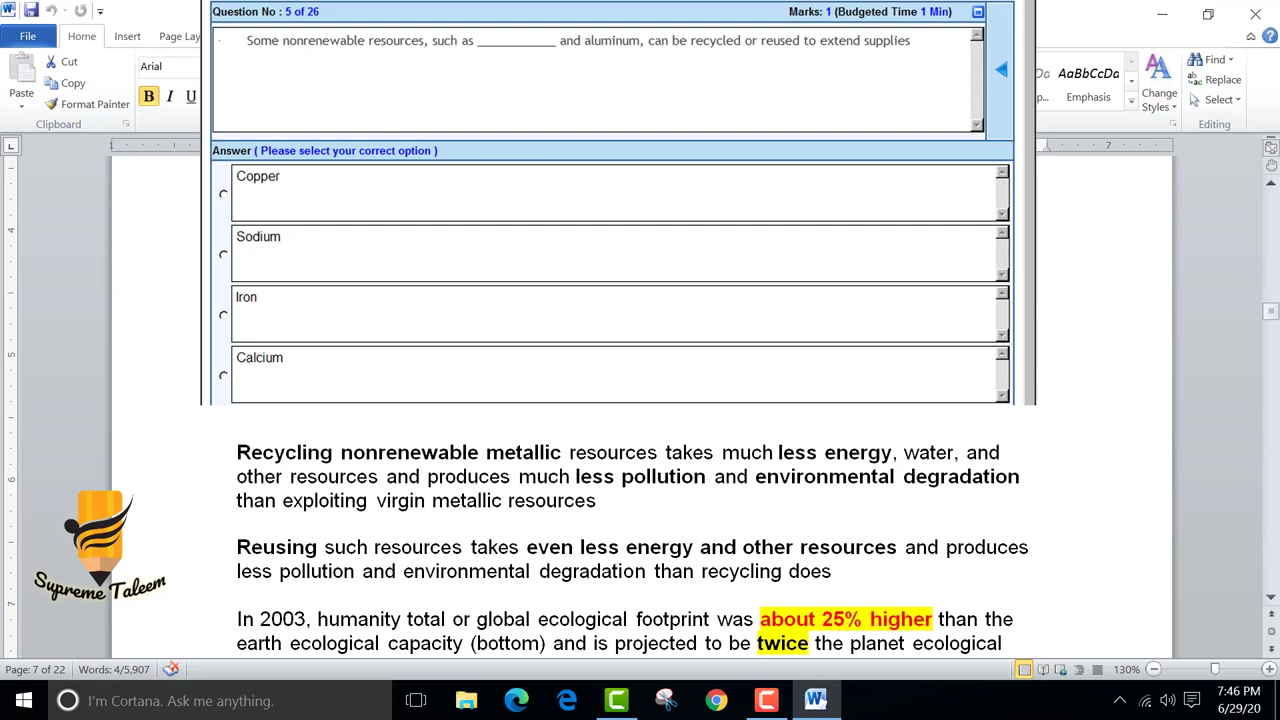 File
Home
Insert
Page Lay
Cut
Copy
Format Painter
Paste
Clipboard
Arial
B I U
Question No : 5 of 26
Marks: 1 (Budgeted Time 1 Min)
Some nonrenewable resources, such as ____________ and aluminum, can be recycled or reused to extend supplies
Answer ( Please select your correct option )
Copper
Sodium
Iron
Calcium
AaBbCcDa
Emphasis
Change
Styles
Find
Replace
Select
Editing
Recycling nonrenewable metallic resources takes much less energy, water, and
other resources and produces much less pollution and environmental degradation
than exploiting virgin metallic resources
Reusing such resources takes even less energy and other resources and produces
less pollution and environmental degradation than recycling does
In 2003, humanity total or global ecological footprint was about 25% higher than the
earth ecological capacity (bottom) and is projected to be twice the planet ecological
Supreme Taleem
Page: 7 of 22
Words: 4/5,907
130%
I'm Cortana. Ask me anything.
7:46 PM
6/29/20